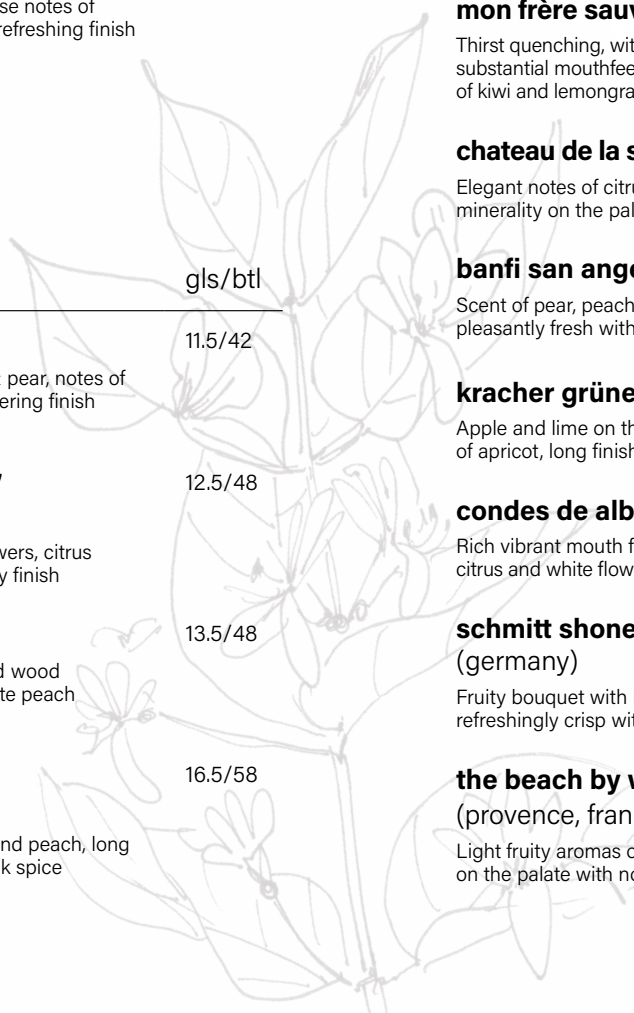 se notes of
refreshing finish
gls/btl
11.5/42
pear, notes of
ering finish
12.5/48
wers, citrus
y finish
13.5/48
d wood
te peach
16.5/58
nd peach, long
k spice
mon frère sauv
Thirst quenching, wit
substantial mouthfee
of kiwi and lemongra
chateau de la s
Elegant notes of citru
minerality on the pal
banfi san ange
Scent of pear, peach
pleasantly fresh with
kracher grüne
Apple and lime on th
of apricot, long finish
condes de alb
Rich vibrant mouth f
citrus and white flow
schmitt shone
(germany)
Fruity bouquet with
refreshingly crisp wit
the beach by w
(provence, fran
Light fruity aromas o
on the palate with no